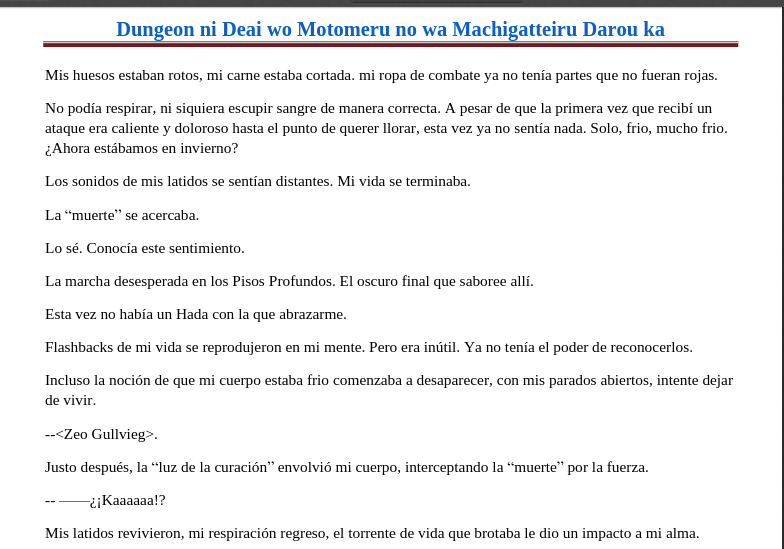 Dungeon ni Deai wo Motomeru no wa Machigatteiru Darou ka
Mis huesos estaban rotos, mi carne estaba cortada. mi ropa de combate ya no tenía partes que no fueran rojas.
No podía respirar, ni siquiera escupir sangre de manera correcta. A pesar de que la primera vez que recibí un
ataque era caliente y doloroso hasta el punto de querer llorar, esta vez ya no sentía nada. Solo, frio, mucho frio.
¿Ahora estábamos en invierno?
Los sonidos de mis latidos se sentían distantes. Mi vida se terminaba.
La “muerte” se acercaba.
Lo sé. Conocía este sentimiento.
La marcha desesperada en los Pisos Profundos. El oscuro final que saboree allí.
Esta vez no había un Hada con la que abrazarme.
Flashbacks de mi vida se reprodujeron en mi mente. Pero era inútil. Ya no tenía el poder de reconocerlos.
Incluso la noción de que mi cuerpo estaba frio comenzaba a desaparecer, con mis parados abiertos, intente dejar
de vivir.
--<Zeo Gullvieg>.
Justo después, la “luz de la curación” envolvió mi cuerpo, interceptando la “muerte” por la fuerza.
-- ——¿¡Kaaaaaa!?
Mis latidos revivieron, mi respiración regreso, el torrente de vida que brotaba le dio un impacto a mi alma.